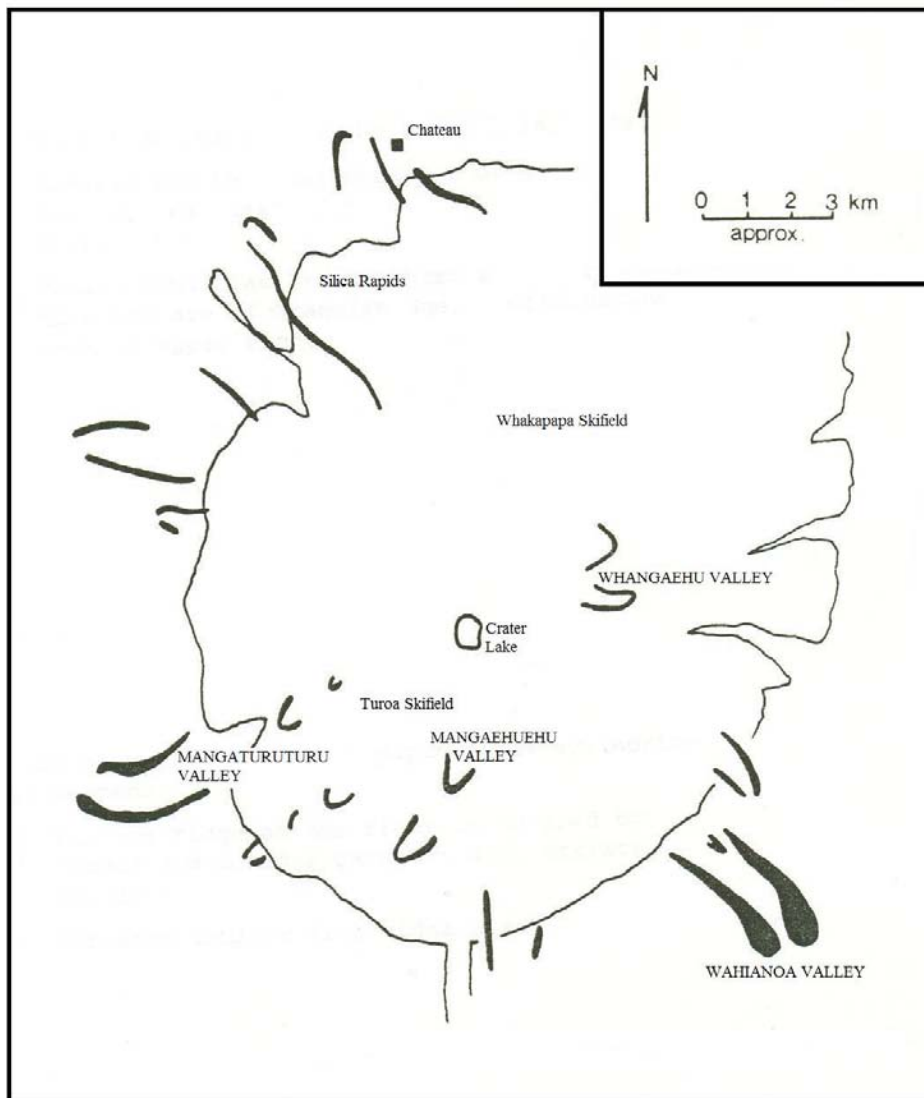 N
0 1 2 3 km
approx.
Chateau
Silica Rapids
Whakapapa Skifield
WHANGAEHU VALLEY
Crater
Lake
Turoa Skifield
MANGATURUTURU
VALLEY
MANGAEHUEHU
VALLEY
WAHIANOA VALLEY